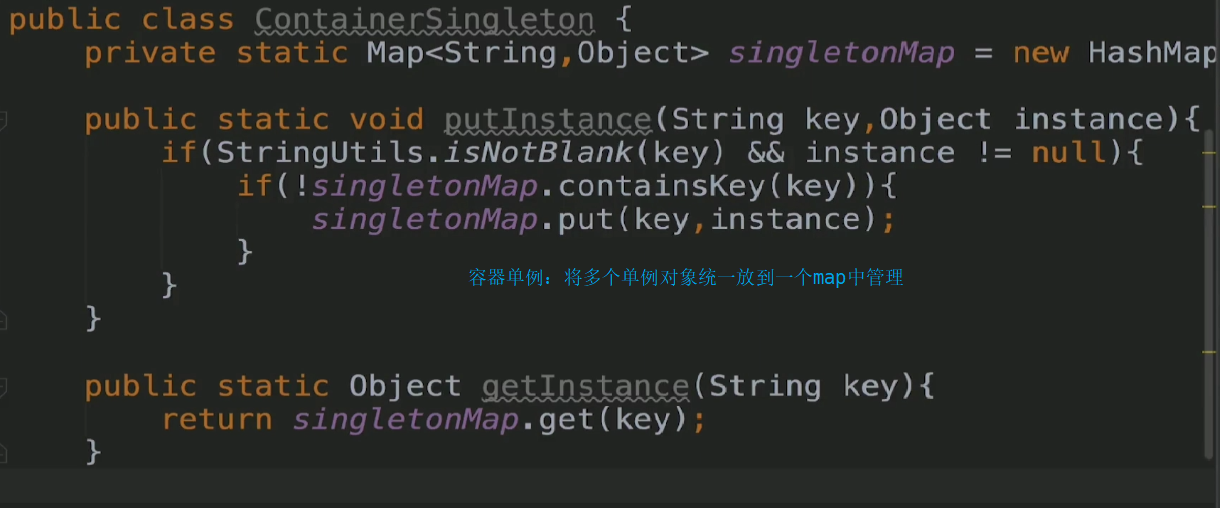 public class ContainerSingleton {
private static Map<String,Object> singletonMap = new HashMap
public static void putInstance(String key,Object instance){
if(StringUtils.isNotBlank(key) && instance != null){
if(!singletonMap.containsKey(key)){
singletonMap.put(key,instance);
}
容器单例：将多个单例对象统一放到一个map中管理
}
}
public static Object getInstance(String key){
return singletonMap.get(key);
}